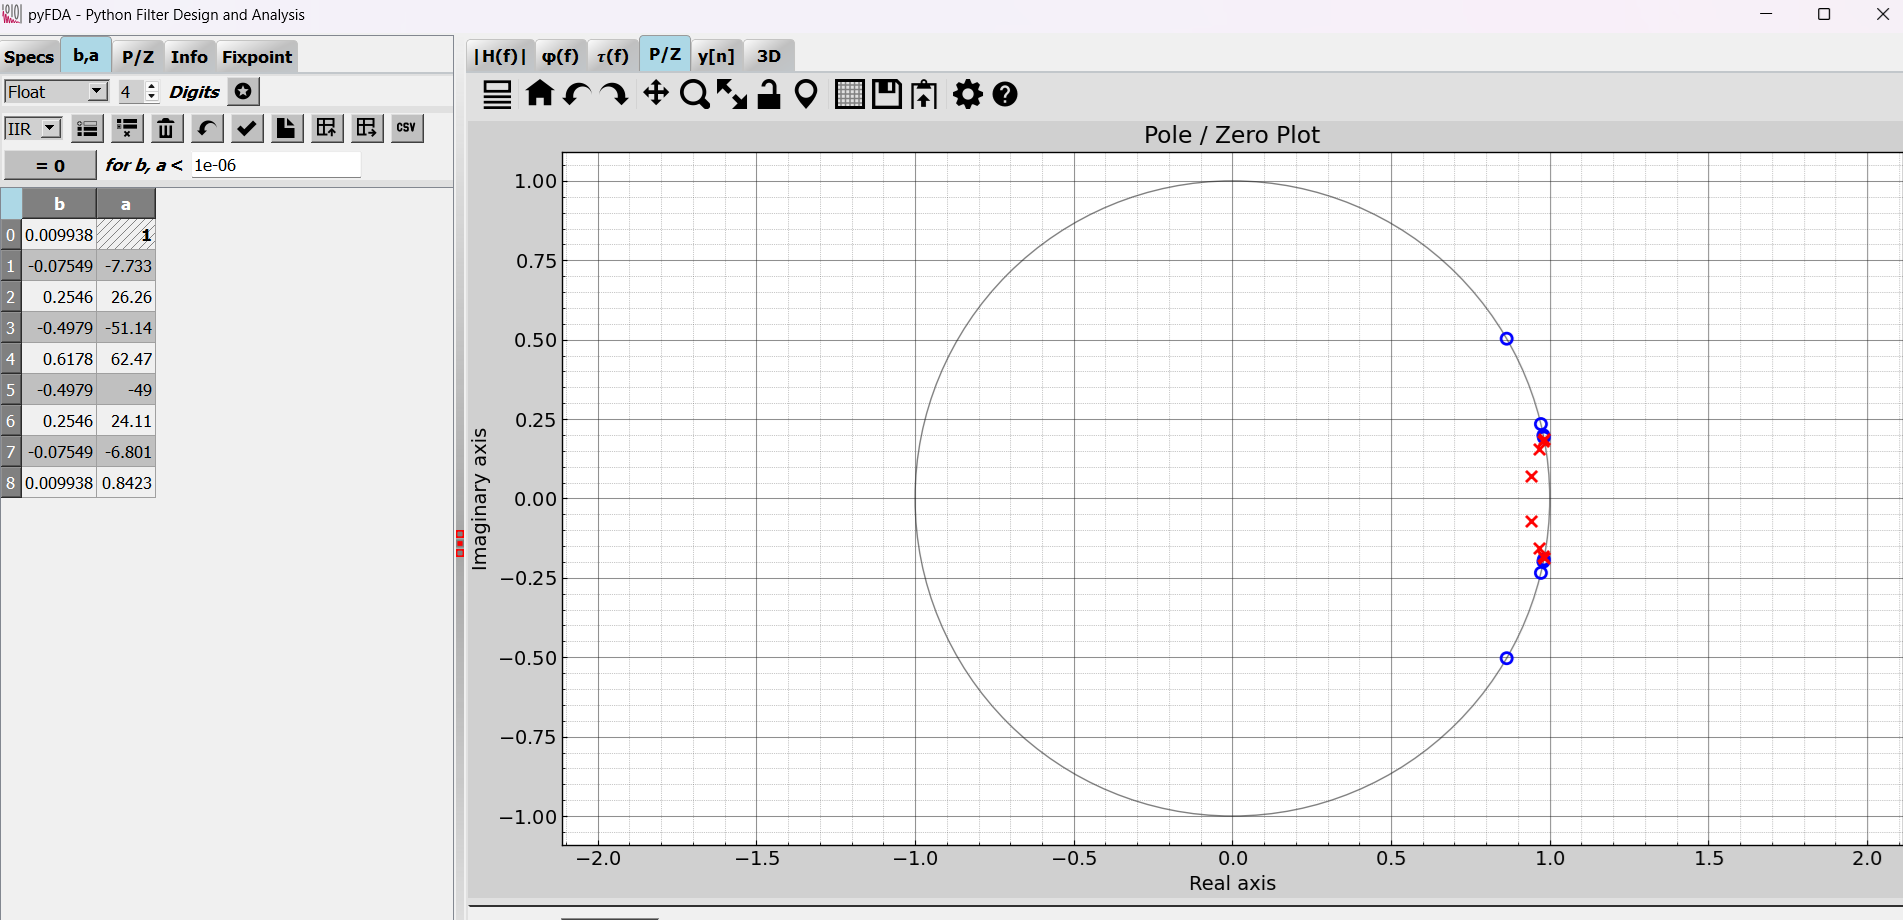 pyFDA - Python Filter Design and Analysis
Specs b,a P/Z Info Fixpoint
Float 4 Digits
IIR CSV
= 0 for b, a < 1e-06
b a
0 0.009938 1
1 -0.07549 -7.733
2 0.2546 26.26
3 -0.4979 -51.14
4 0.6178 62.47
5 -0.4979 -49
6 0.2546 24.11
7 -0.07549 -6.801
8 0.009938 0.8423
|H(f)| φ(f) τ(f) P/Z y[n] 3D
Pole / Zero Plot
1.00
0.75
0.50
0.25
0.00
−0.25
−0.50
−0.75
−1.00
Imaginary axis
−2.0 −1.5 −1.0 −0.5 0.0 0.5 1.0 1.5 2.0
Real axis